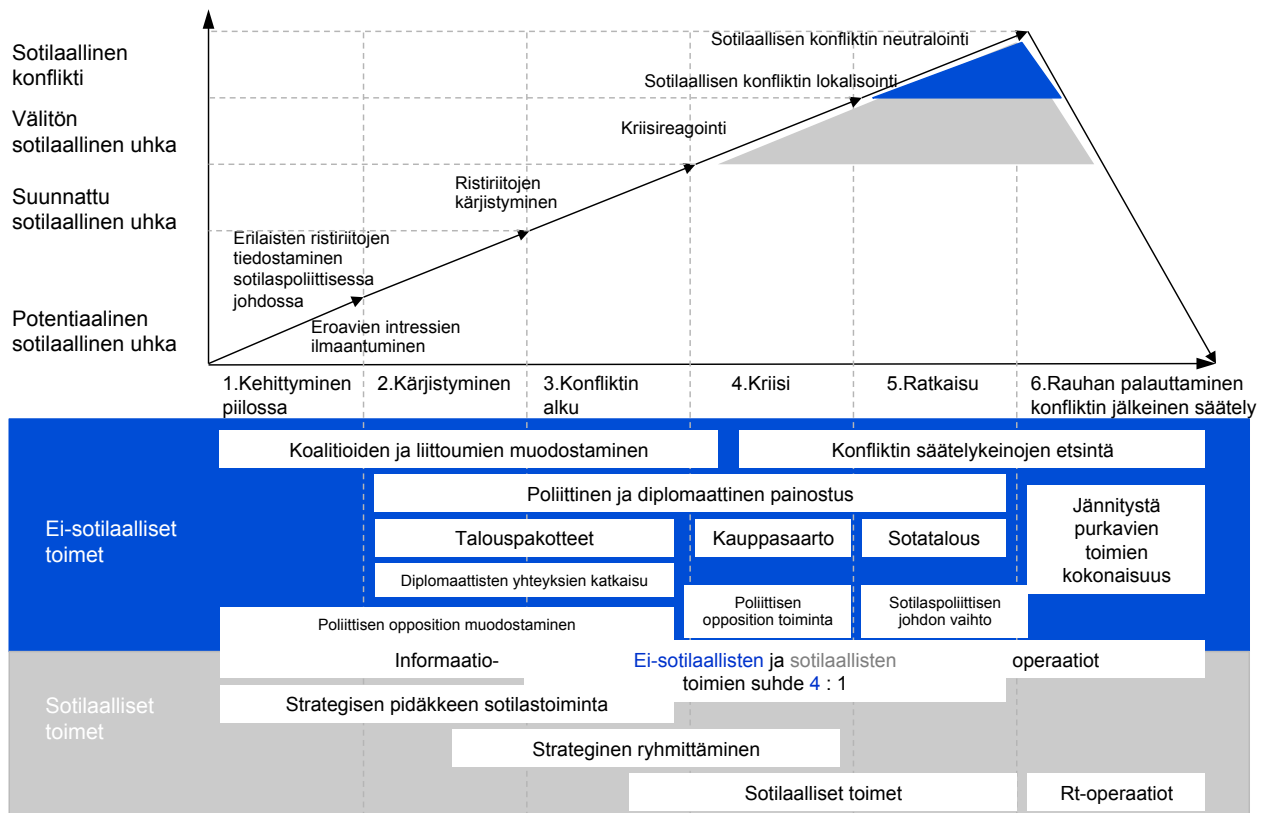 Sotilaallinen
konflikti
Välitön
sotilaallinen uhka
Suunnattu
sotilaallinen uhka
Potentiaalinen
sotilaallinen uhka
Sotilaallisen konfliktin neutralointi
Sotilaallisen konfliktin lokalisointi
Kriisireagointi
Ristiriitojen
kärjistyminen
Erilaisten ristiriitojen
tiedostaminen
sotilaspoliittisessa
johdossa
Eroavien intressien
ilmaantuminen
1.Kehittyminen
piilossa
2.Kärjistyminen
3.Konfliktin
alku
4.Kriisi
5.Ratkaisu
6.Rauhan palauttaminen
konfliktin jälkeinen säätely
Ei-sotilaalliset
toimet
Koalitioiden ja liittoumien muodostaminen
Konfliktin säätelykeinojen etsintä
Poliittinen ja diplomaattinen painostus
Talouspakotteet
Kauppasaarto
Sotatalous
Jännitystä
purkavien
toimien
kokonaisuus
Diplomaattisten yhteyksien katkaisu
Poliittisen opposition muodostaminen
Poliittisen
opposition toiminta
Sotilaspoliittisen
johdon vaihto
Informaatio-
Ei-sotilaallisten ja sotilaallisten
toimien suhde 4 : 1
operaatiot
Sotilaalliset
toimet
Strategisen pidäkkeen sotilastoiminta
Strateginen ryhmittäminen
Sotilaalliset toimet
Rt-operaatiot